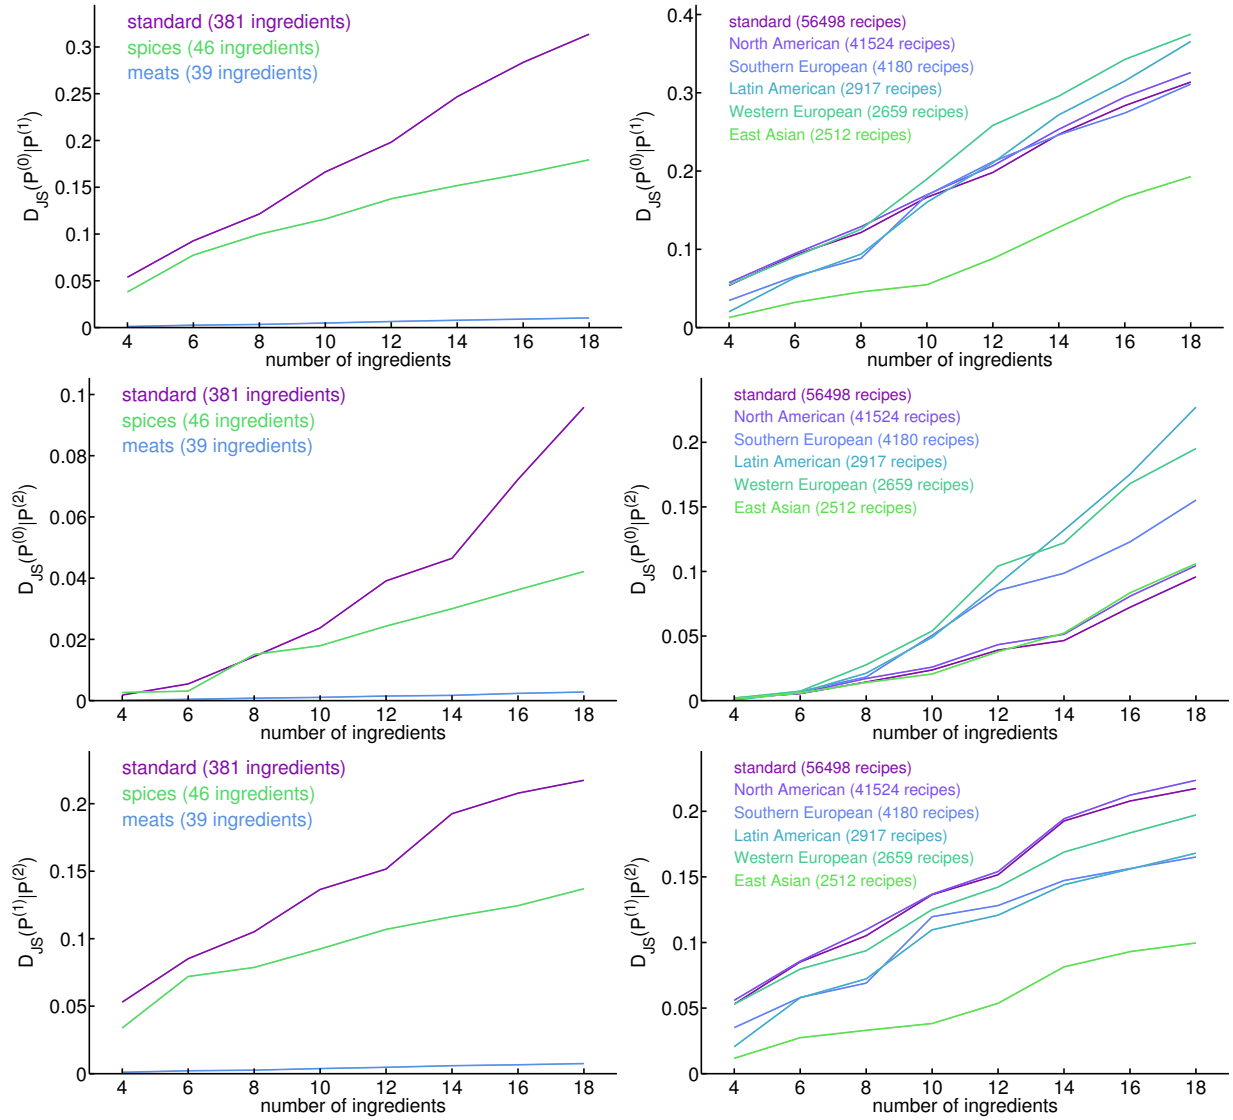 standard (381 ingredients)
spices (46 ingredients)
meats (39 ingredients)
0.3
0.25
0.2
0.15
0.1
0.05
0
D_JS(P^(0)|P^(1))
4 6 8 10 12 14 16 18
number of ingredients
standard (56498 recipes)
North American (41524 recipes)
Southern European (4180 recipes)
Latin American (2917 recipes)
Western European (2659 recipes)
East Asian (2512 recipes)
0.4
0.3
0.2
0.1
0
D_JS(P^(0)|P^(1))
4 6 8 10 12 14 16 18
number of ingredients
standard (381 ingredients)
spices (46 ingredients)
meats (39 ingredients)
0.1
0.08
0.06
0.04
0.02
0
D_JS(P^(0)|P^(2))
4 6 8 10 12 14 16 18
number of ingredients
standard (56498 recipes)
North American (41524 recipes)
Southern European (4180 recipes)
Latin American (2917 recipes)
Western European (2659 recipes)
East Asian (2512 recipes)
0.2
0.15
0.1
0.05
0
D_JS(P^(0)|P^(2))
4 6 8 10 12 14 16 18
number of ingredients
standard (381 ingredients)
spices (46 ingredients)
meats (39 ingredients)
0.2
0.15
0.1
0.05
0
D_JS(P^(1)|P^(2))
4 6 8 10 12 14 16 18
number of ingredients
standard (56498 recipes)
North American (41524 recipes)
Southern European (4180 recipes)
Latin American (2917 recipes)
Western European (2659 recipes)
East Asian (2512 recipes)
0.2
0.15
0.1
0.05
0
D_JS(P^(1)|P^(2))
4 6 8 10 12 14 16 18
number of ingredients